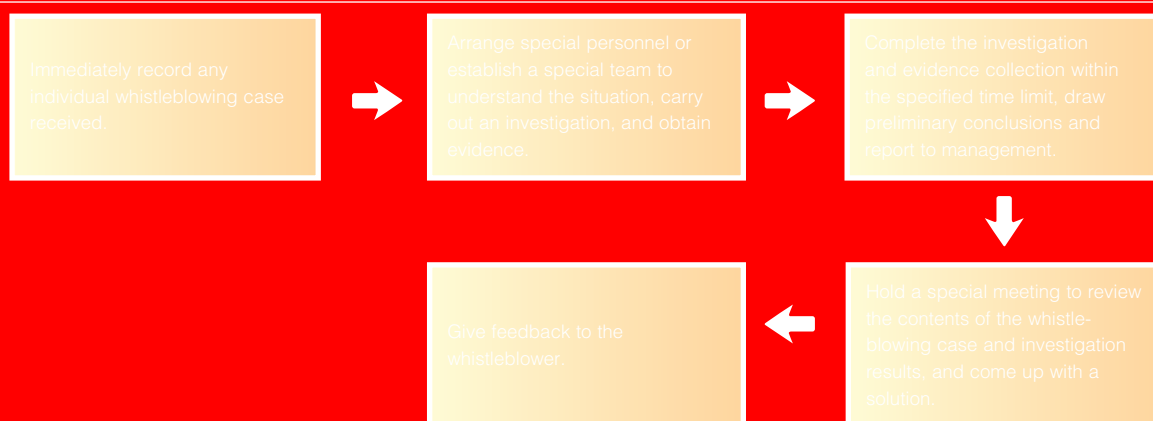 Immediately record any
individual whistleblowing case
received.
Arrange special personnel or
establish a special team to
understand the situation, carry
out an investigation, and obtain
evidence.
Complete the investigation
and evidence collection within
the specified time limit, draw
preliminary conclusions and
report to management.
Hold a special meeting to review
the contents of the whistle-
blowing case and investigation
results, and come up with a
solution.
Give feedback to the
whistleblower.